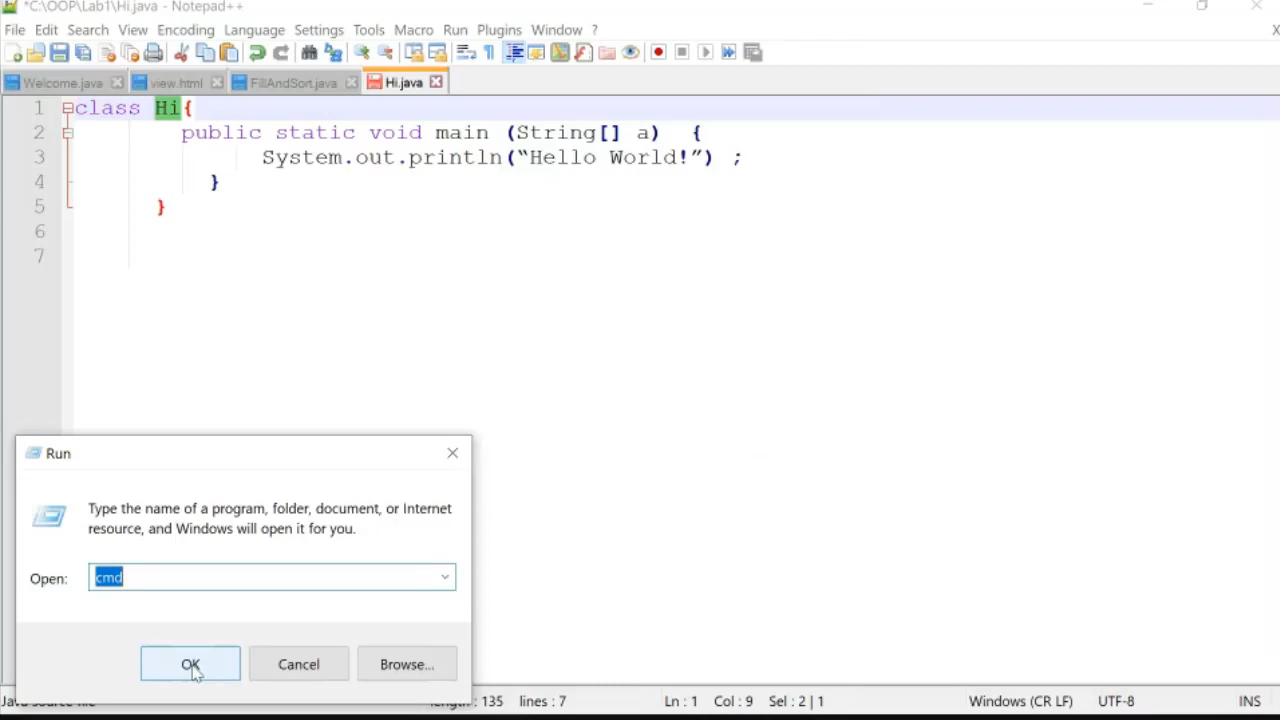 *C:\OOP\Lab1\Hi.java - Notepad++
File Edit Search View Encoding Language Settings Tools Macro Run Plugins Window ? X
Welcome.java view.html FillAndSort.java Hi.java
1 class Hi{
2 public static void main (String[] a) {
3 System.out.println(“Hello World!”) ;
4 }
5 }
6
7
Run
Type the name of a program, folder, document, or Internet
resource, and Windows will open it for you.
Open: cmd
OK Cancel Browse...
Java source file length : 135 lines : 7 Ln : 1 Col : 9 Sel : 2 | 1 Windows (CR LF) UTF-8 INS